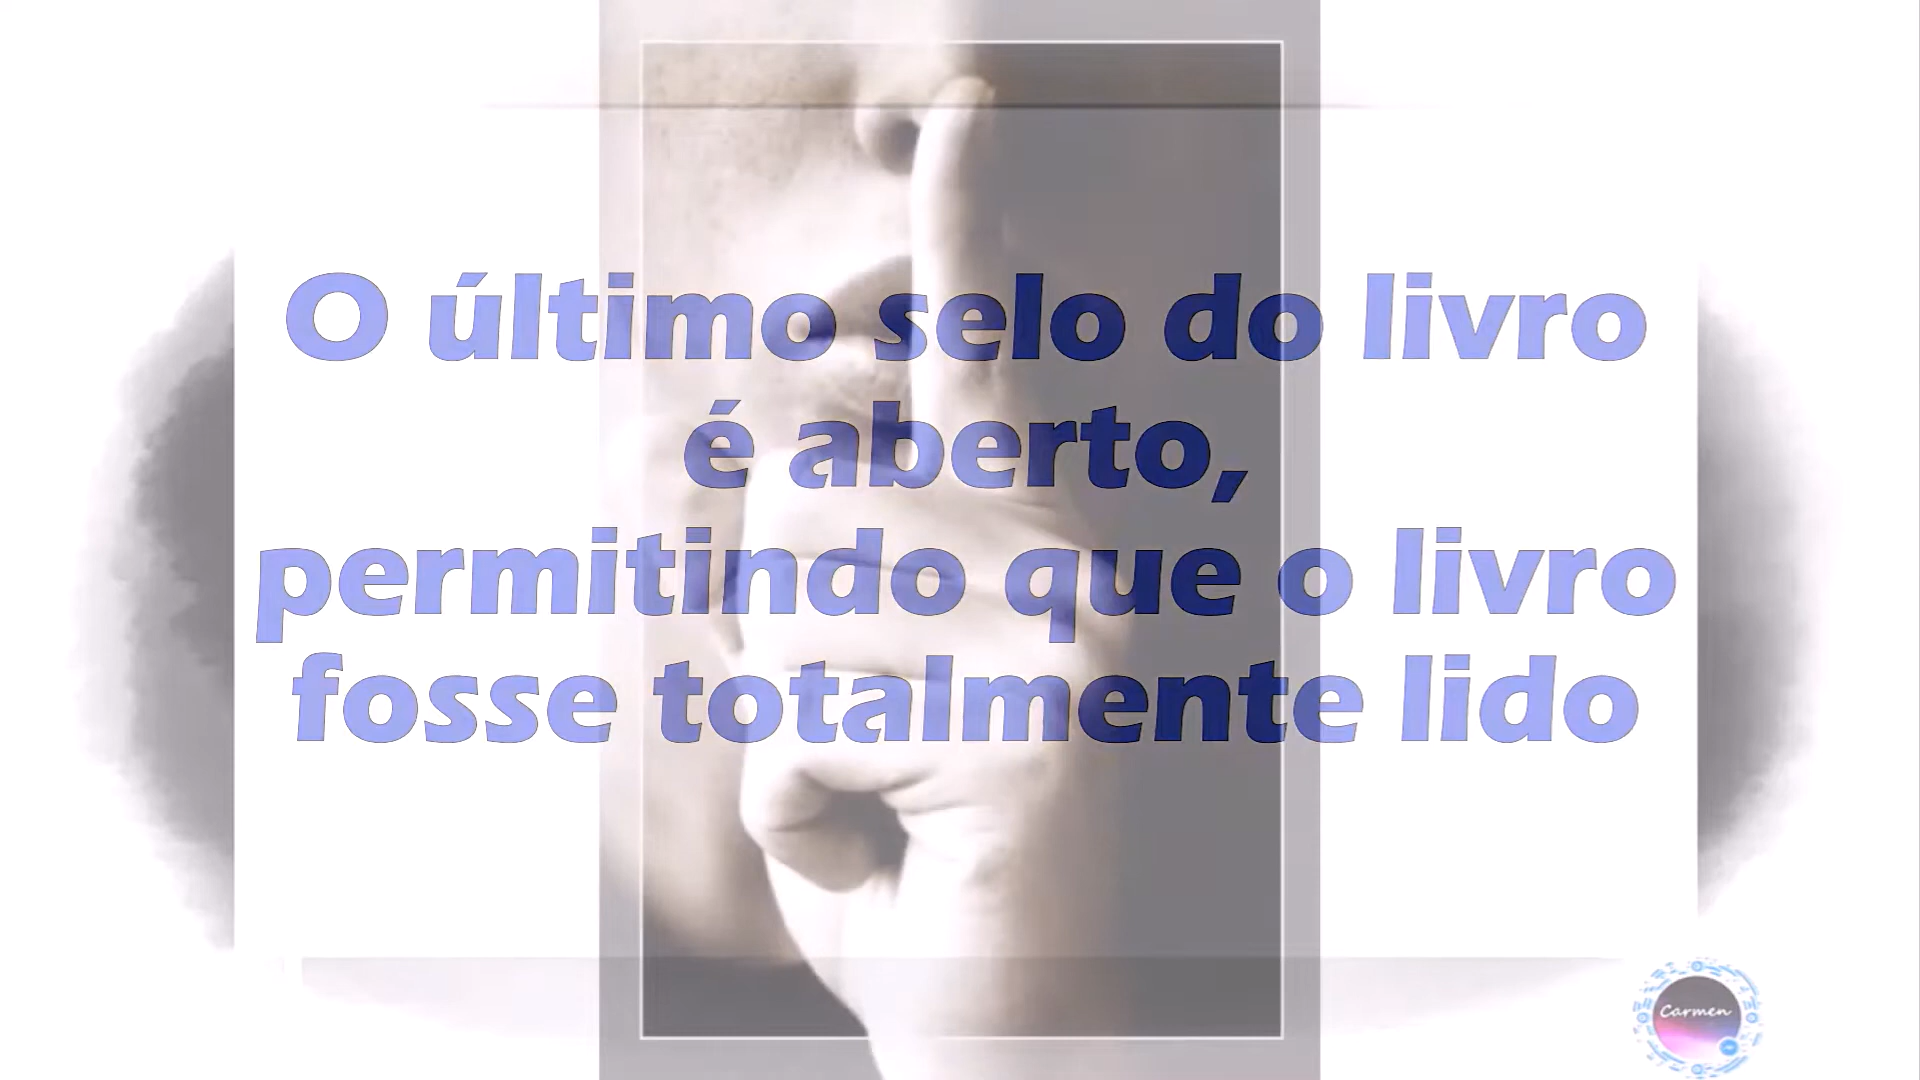 O último selo do livro
é aberto,
permitindo que o livro
fosse totalmente lido
Carmen